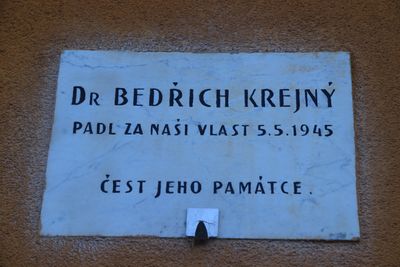 DR BEDŘICH KREJNÝ
PADL ZA NAŠI VLAST 5.5.1945
ČEST JEHO PAMÁTCE.